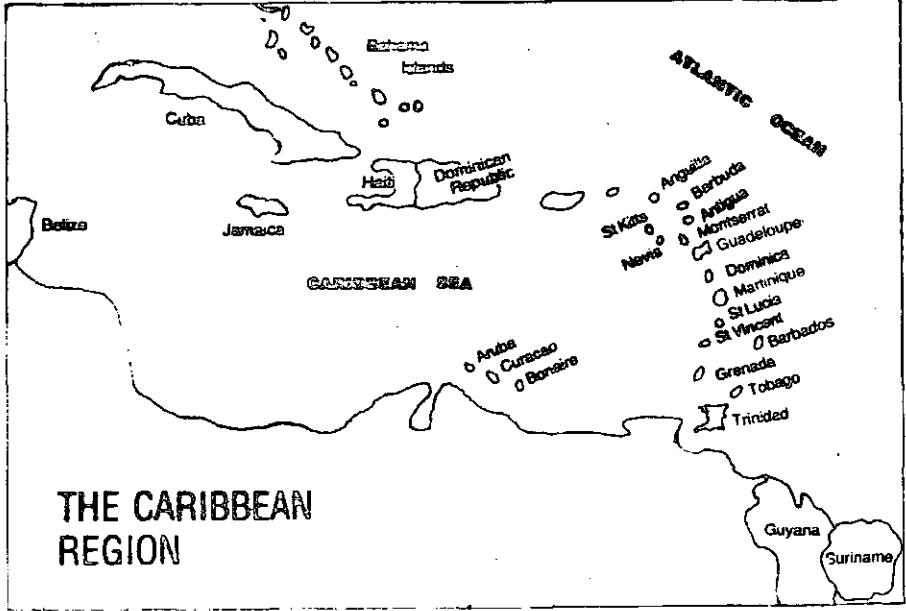 Bahama
Islands
ATLANTIC OCEAN
Cuba
Haiti
Dominican
Republic
Jamaica
Belize
Anguilla
Berbuda
Antigua
St Kitts
Montserrat
Nevis
Guadeloupe
CARIBBEAN SEA
Dominica
Martinique
St Lucia
St Vincent
Barbados
Aruba
Curacao
Bonaire
Grenada
Tobago
Trinidad
THE CARIBBEAN
REGION
Guyana
Suriname